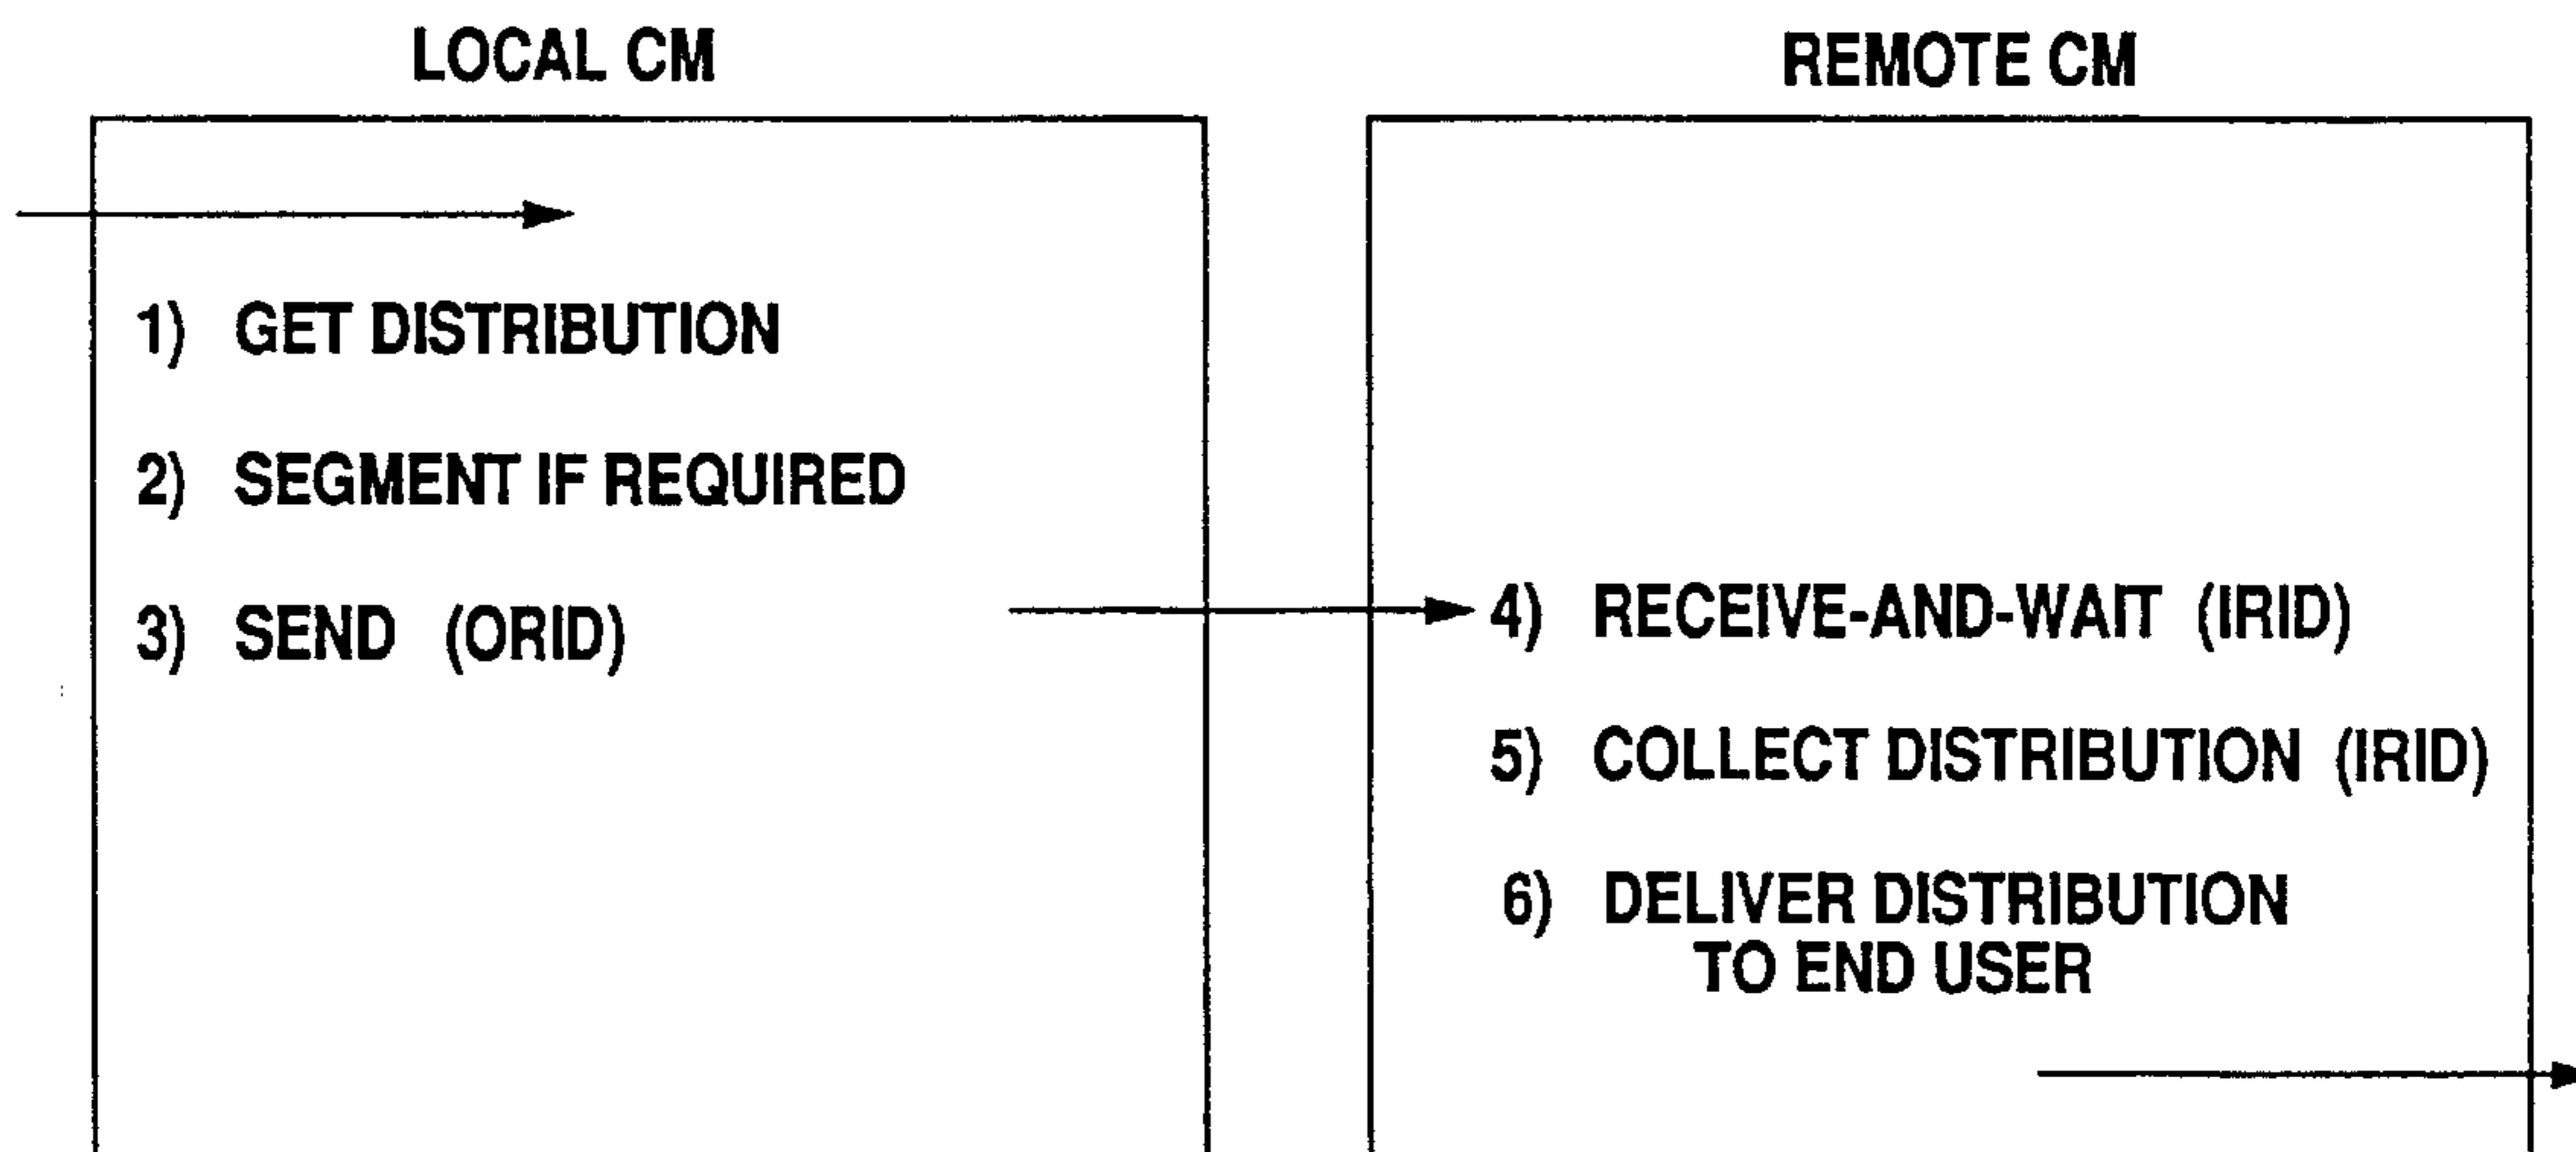 LOCAL CM
1) GET DISTRIBUTION
2) SEGMENT IF REQUIRED
3) SEND (ORID)
REMOTE CM
4) RECEIVE-AND-WAIT (IRID)
5) COLLECT DISTRIBUTION (IRID)
6) DELIVER DISTRIBUTION
TO END USER